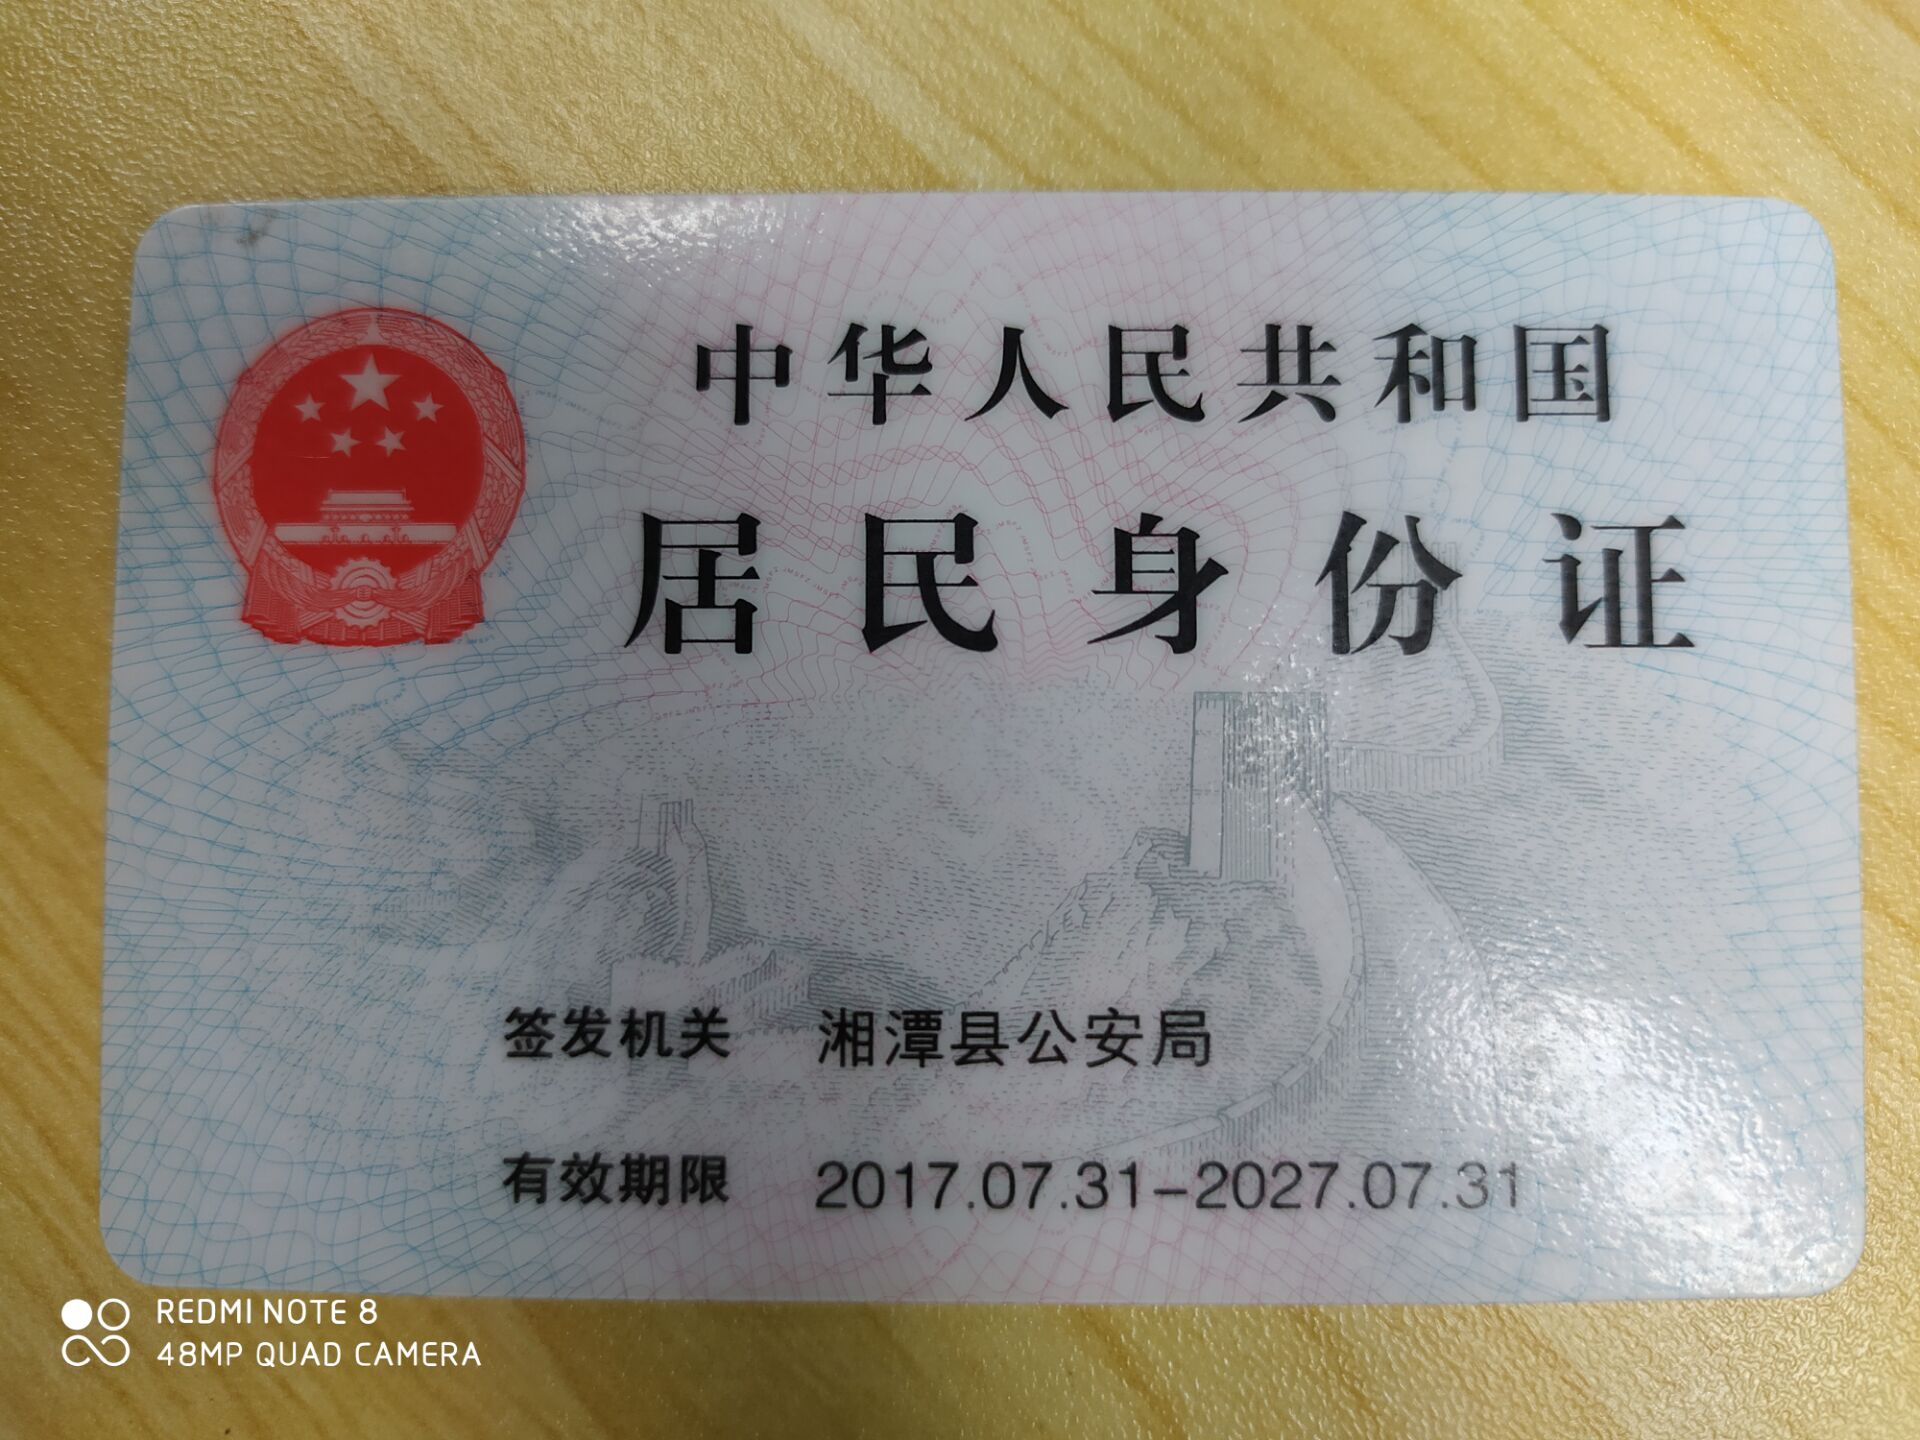 中华人民共和国
居民身份证
签发机关 湘潭县公安局
有效期限 2017.07.31-2027.07.31
REDMI NOTE 8
48MP QUAD CAMERA